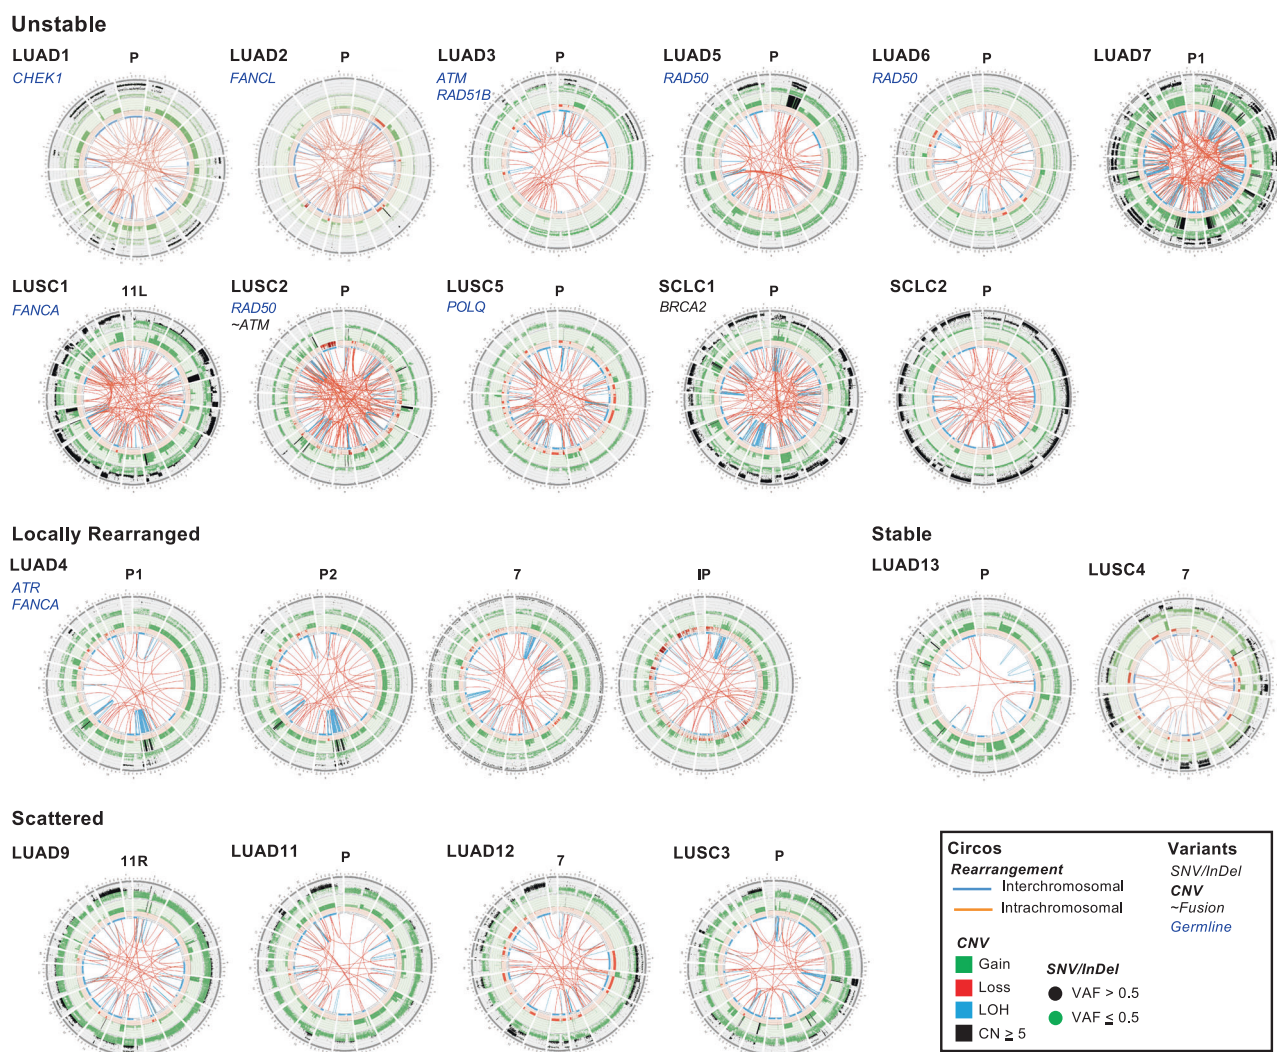 Unstable
LUAD1
P
CHEK1
LUAD2
P
FANCL
LUAD3
P
ATM
RAD51B
LUAD5
P
RAD50
LUAD6
P
RAD50
LUAD7
P1
LUSC1
11L
FANCA
LUSC2
P
RAD50
~ATM
LUSC5
P
POLQ
SCLC1
P
BRCA2
SCLC2
P
Locally Rearranged
LUAD4
P1
P2
7
IP
ATR
FANCA
Stable
LUAD13
P
LUSC4
7
Scattered
LUAD9
11R
LUAD11
P
LUAD12
7
LUSC3
P
Circos
Rearrangement
Interchromosomal
Intrachromosomal
CNV
Gain
Loss
LOH
CN ≥ 5
SNV/InDel
VAF > 0.5
VAF ≤ 0.5
Variants
SNV/InDel
CNV
~Fusion
Germline